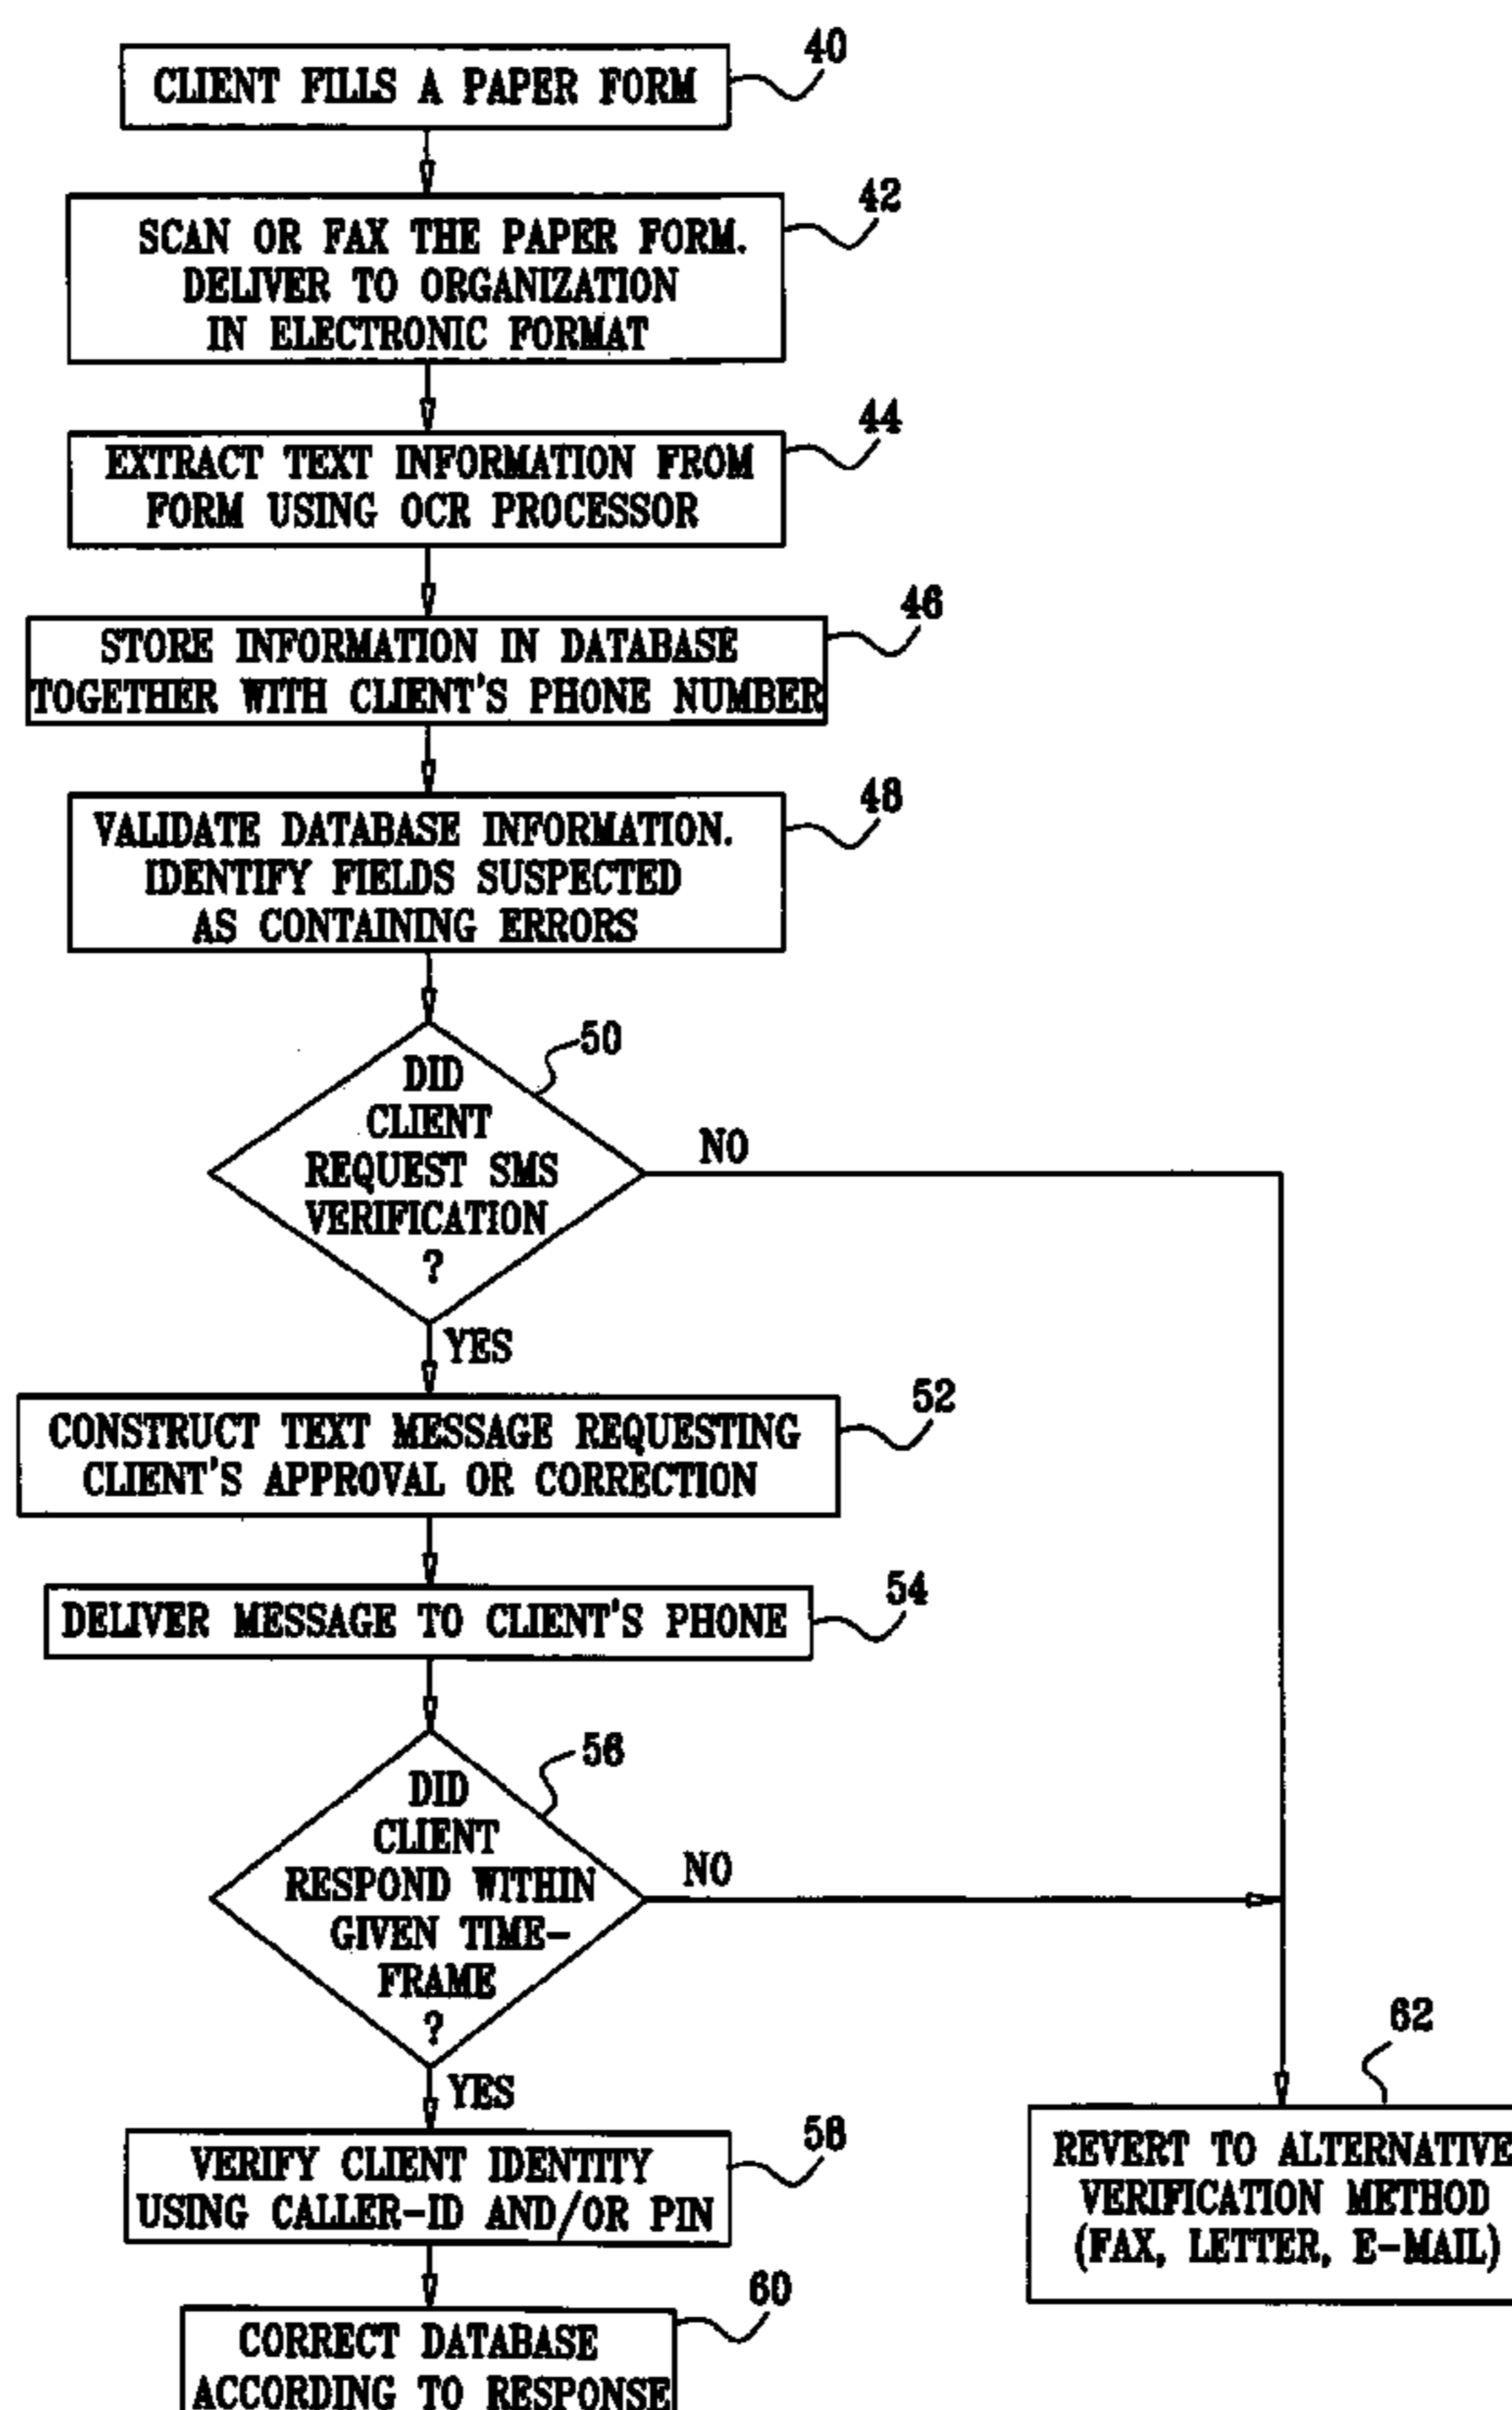 CLIENT FILLS A PAPER FORM
40
SCAN OR FAX THE PAPER FORM.
DELIVER TO ORGANIZATION
IN ELECTRONIC FORMAT
42
EXTRACT TEXT INFORMATION FROM
FORM USING OCR PROCESSOR
44
STORE INFORMATION IN DATABASE
TOGETHER WITH CLIENT'S PHONE NUMBER
46
VALIDATE DATABASE INFORMATION.
IDENTIFY FIELDS SUSPECTED
AS CONTAINING ERRORS
48
DID
CLIENT
REQUEST SMS
VERIFICATION
?
50
NO
YES
CONSTRUCT TEXT MESSAGE REQUESTING
CLIENT'S APPROVAL OR CORRECTION
52
DELIVER MESSAGE TO CLIENT'S PHONE
54
DID
CLIENT
RESPOND WITHIN
GIVEN TIME-
FRAME
?
56
NO
YES
VERIFY CLIENT IDENTITY
USING CALLER-ID AND/OR PIN
58
REVERT TO ALTERNATIVE
VERIFICATION METHOD
(FAX, LETTER, E-MAIL)
62
CORRECT DATABASE
ACCORDING TO RESPONSE
60